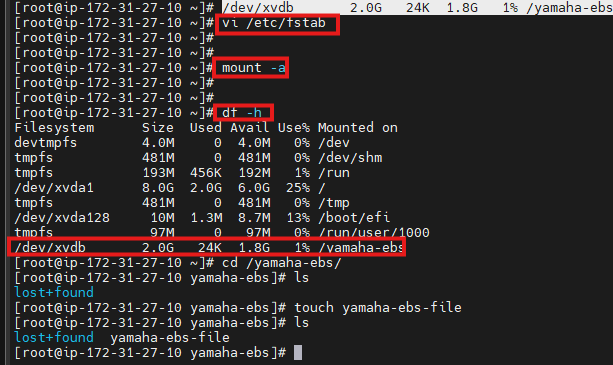 [root@ip-172-31-27-10 ~]# /dev/xvdb       2.0G   24K  1.8G   1% /yamaha-ebs
[root@ip-172-31-27-10 ~]# vi /etc/fstab
[root@ip-172-31-27-10 ~]#
[root@ip-172-31-27-10 ~]#
[root@ip-172-31-27-10 ~]# mount -a
[root@ip-172-31-27-10 ~]#
[root@ip-172-31-27-10 ~]#
[root@ip-172-31-27-10 ~]# df -h
Filesystem      Size  Used Avail Use% Mounted on
devtmpfs        4.0M     0  4.0M   0% /dev
tmpfs           481M     0  481M   0% /dev/shm
tmpfs           193M  456K  192M   1% /run
/dev/xvda1      8.0G  2.0G  6.0G  25% /
tmpfs           481M     0  481M   0% /tmp
/dev/xvda128     10M  1.3M  8.7M  13% /boot/efi
tmpfs            97M     0   97M   0% /run/user/1000
/dev/xvdb       2.0G   24K  1.8G   1% /yamaha-ebs
[root@ip-172-31-27-10 ~]# cd /yamaha-ebs/
[root@ip-172-31-27-10 yamaha-ebs]# ls
lost+found
[root@ip-172-31-27-10 yamaha-ebs]# touch yamaha-ebs-file
[root@ip-172-31-27-10 yamaha-ebs]# ls
lost+found  yamaha-ebs-file
[root@ip-172-31-27-10 yamaha-ebs]#